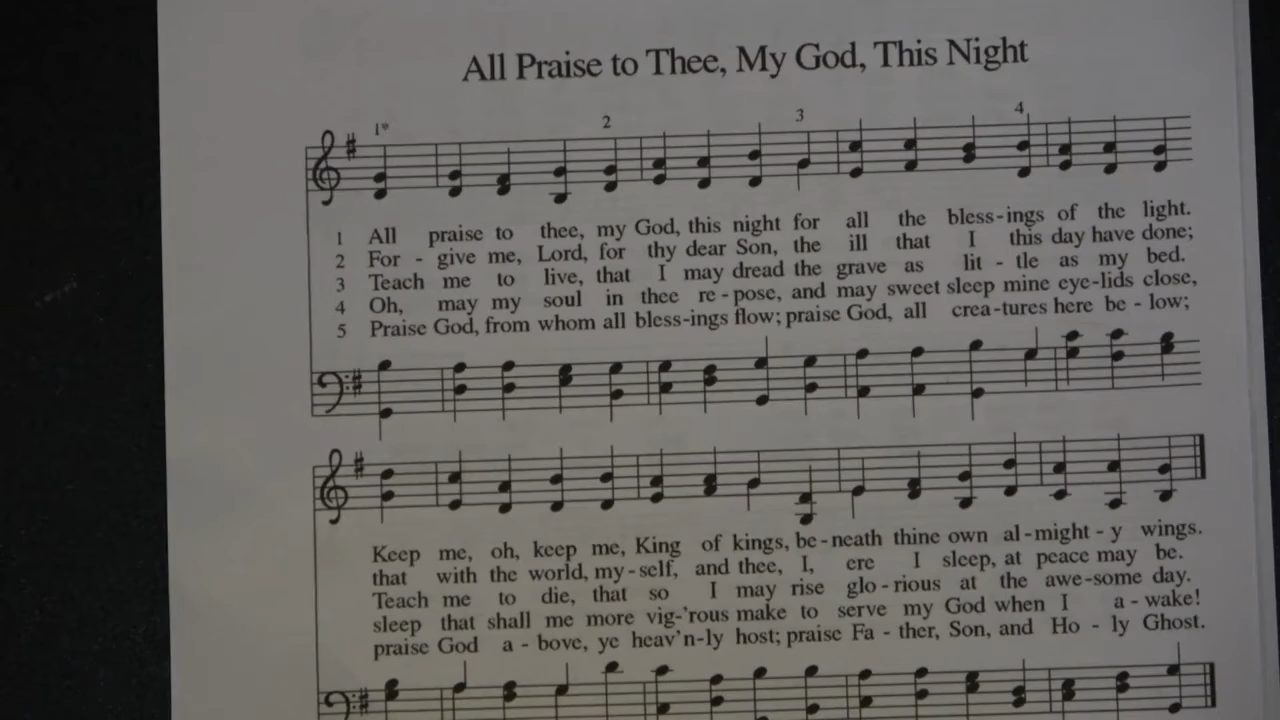 All Praise to Thee, My God, This Night
1* 2 3 4
1 All praise to thee, my God, this night for all the bless-ings of the light.
2 For - give me, Lord, for thy dear Son, the ill that I this day have done;
3 Teach me to live, that I may dread the grave as lit - tle as my bed.
4 Oh, may my soul in thee re - pose, and may sweet sleep mine eye-lids close,
5 Praise God, from whom all bless-ings flow; praise God, all crea-tures here be - low;
Keep me, oh, keep me, King of kings, be - neath thine own al - might - y wings.
that with the world, my - self, and thee, I, ere I sleep, at peace may be.
Teach me to die, that so I may rise glo - rious at the awe-some day.
sleep that shall me more vig-'rous make to serve my God when I a - wake!
praise God a - bove, ye heav'n-ly host; praise Fa - ther, Son, and Ho - ly Ghost.